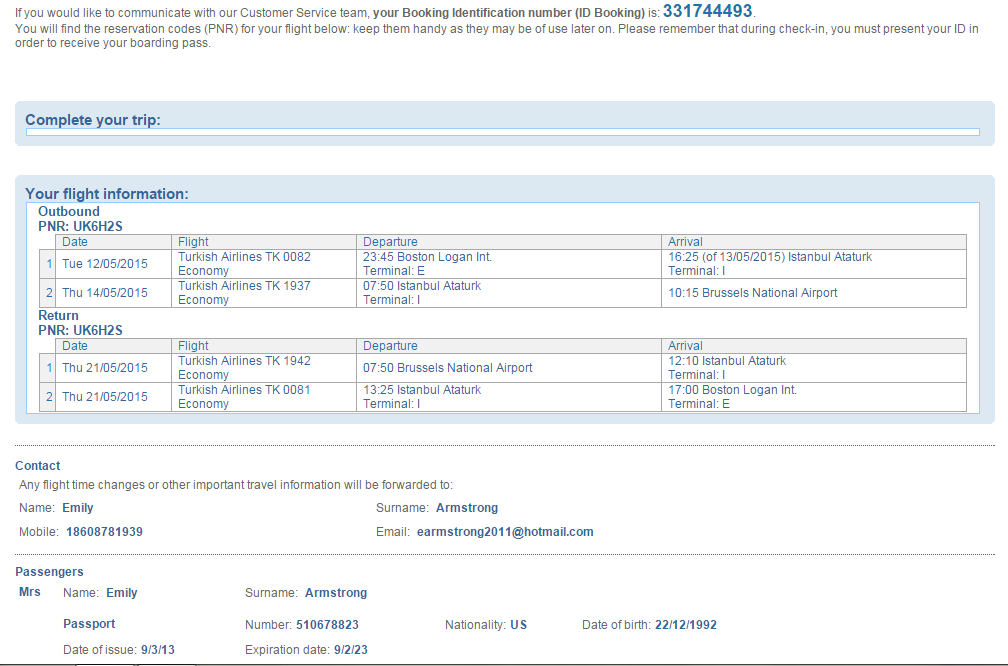 If you would like to communicate with our Customer Service team, your Booking Identification number (ID Booking) is: 331744493.
You will find the reservation codes (PNR) for your flight below: keep them handy as they may be of use later on. Please remember that during check-in, you must present your ID in
order to receive your boarding pass.
Complete your trip:
Your flight information:
Outbound
PNR: UK6H2S
Date Flight Departure Arrival
1 Tue 12/05/2015 Turkish Airlines TK 0082 Economy 23:45 Boston Logan Int. Terminal: E 16:25 (of 13/05/2015) Istanbul Ataturk Terminal: I
2 Thu 14/05/2015 Turkish Airlines TK 1937 Economy 07:50 Istanbul Ataturk Terminal: I 10:15 Brussels National Airport
Return
PNR: UK6H2S
Date Flight Departure Arrival
1 Thu 21/05/2015 Turkish Airlines TK 1942 Economy 07:50 Brussels National Airport 12:10 Istanbul Ataturk Terminal: I
2 Thu 21/05/2015 Turkish Airlines TK 0081 Economy 13:25 Istanbul Ataturk Terminal: I 17:00 Boston Logan Int. Terminal: E
Contact
Any flight time changes or other important travel information will be forwarded to:
Name: Emily Surname: Armstrong
Mobile: 18608781939 Email: earmstrong2011@hotmail.com
Passengers
Mrs Name: Emily Surname: Armstrong
Passport Number: 510678823 Nationality: US Date of birth: 22/12/1992
Date of issue: 9/3/13 Expiration date: 9/2/23